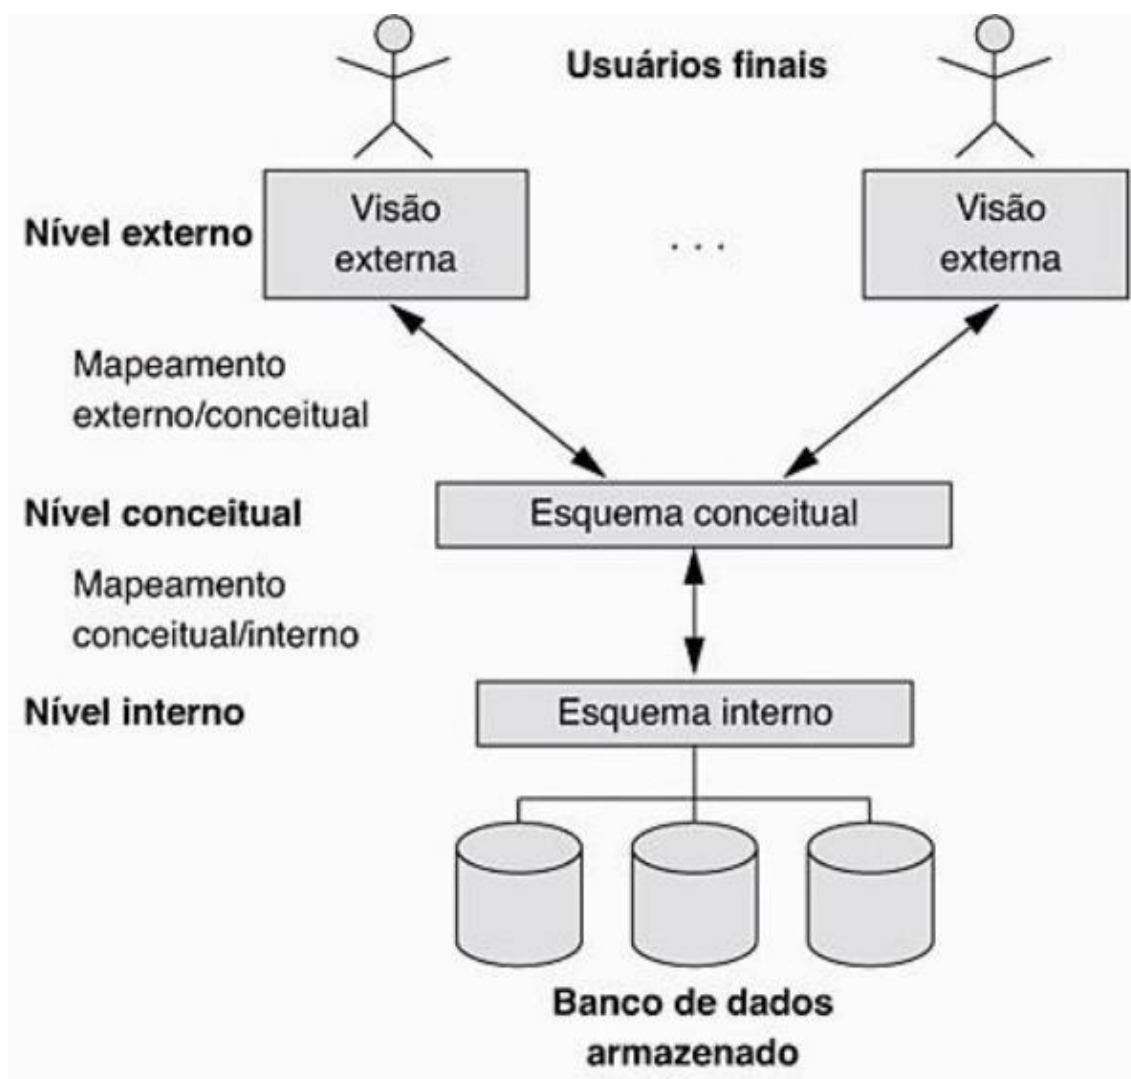 Usuários finais
Nível externo
Visão
externa
. . .
Visão
externa
Mapeamento
externo/conceitual
Nível conceitual
Esquema conceitual
Mapeamento
conceitual/interno
Nível interno
Esquema interno
Banco de dados
armazenado